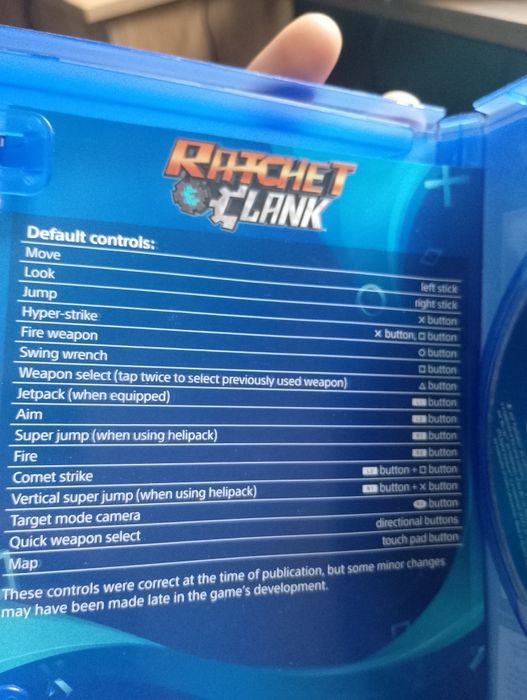 RATCHET
CLANK
Default controls:
Move left stick
Look right stick
Jump × button
Hyper-strike × button, □ button
Fire weapon ○ button
Swing wrench □ button
Weapon select (tap twice to select previously used weapon) △ button
Jetpack (when equipped) button
Aim button
Super jump (when using helipack) button
Fire button
Comet strike button + □ button
Vertical super jump (when using helipack) button + × button
Target mode camera button
Quick weapon select directional buttons
Map touch pad button
These controls were correct at the time of publication, but some minor changes
may have been made late in the game's development.